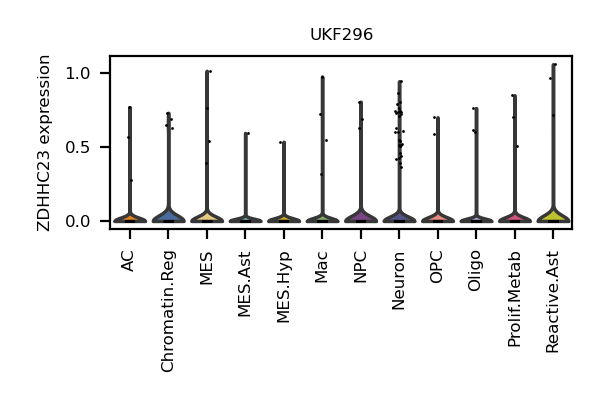 UKF296
ZDHHC23 expression
1.0
0.5
0.0
AC
Chromatin.Reg
MES
MES.Ast
MES.Hyp
Mac
NPC
Neuron
OPC
Oligo
Prolif.Metab
Reactive.Ast